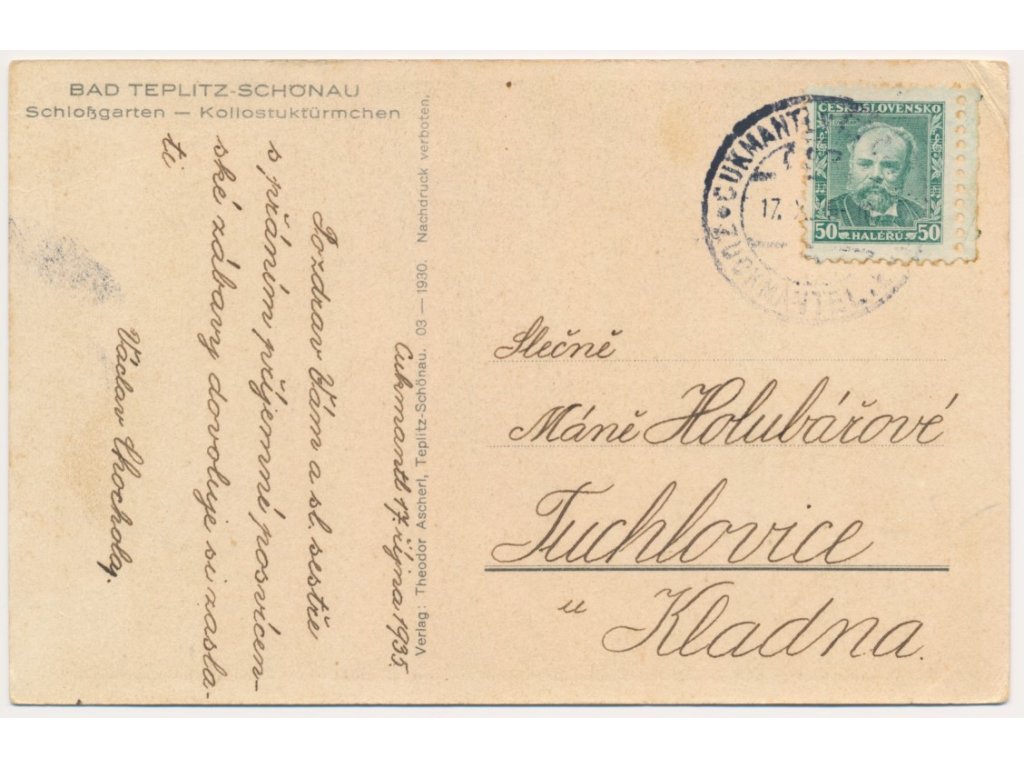 BAD TEPLITZ-SCHÖNAU
Schloßgarten — Kollostuktürmchen
Cukmantl 17. října 1935.
Pozdrav Vám a sl. sestře
s přáním příjemné posvícen-
ské zábavy dovoluje si zasla-
ti
Václav Chocholaj.
Verlag: Theodor Ascherl, Teplitz-Schönau. 03 — 1930. Nachdruck verboten.
ČESKOSLOVENSKO
50 HALÉŘŮ 50
CUKMANTL
17. X.
ZUCKMANTEL
Slečně
Máně Holubářové
Tuchlovice
u Kladna.